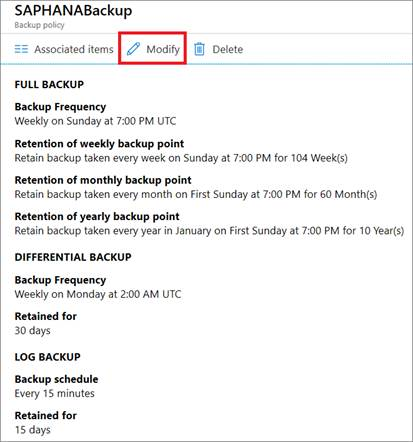 SAPHANABackup
Backup policy
Associated items Modify Delete
FULL BACKUP
Backup Frequency
Weekly on Sunday at 7:00 PM UTC
Retention of weekly backup point
Retain backup taken every week on Sunday at 7:00 PM for 104 Week(s)
Retention of monthly backup point
Retain backup taken every month on First Sunday at 7:00 PM for 60 Month(s)
Retention of yearly backup point
Retain backup taken every year in January on First Sunday at 7:00 PM for 10 Year(s)
DIFFERENTIAL BACKUP
Backup Frequency
Weekly on Monday at 2:00 AM UTC
Retained for
30 days
LOG BACKUP
Backup schedule
Every 15 minutes
Retained for
15 days